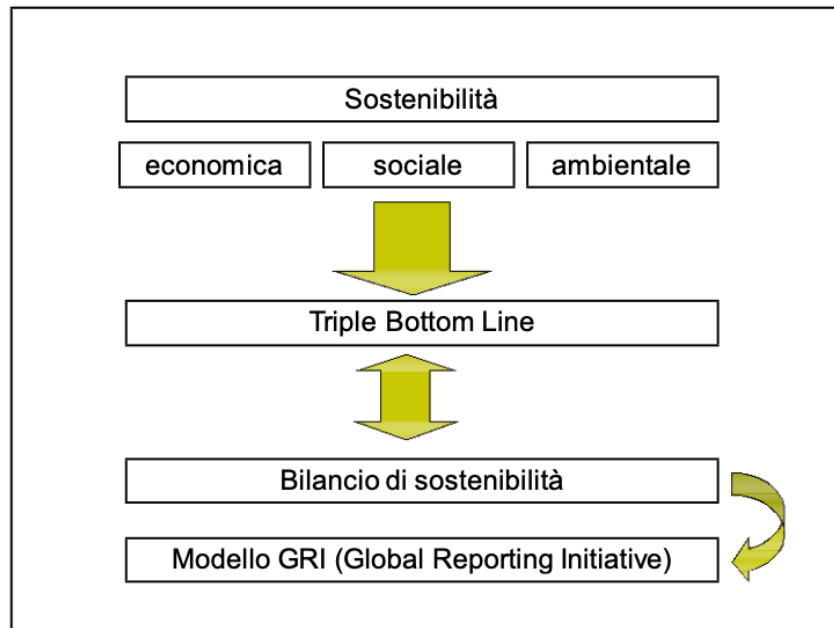 Sostenibilità
economica sociale ambientale
Triple Bottom Line
Bilancio di sostenibilità
Modello GRI (Global Reporting Initiative)